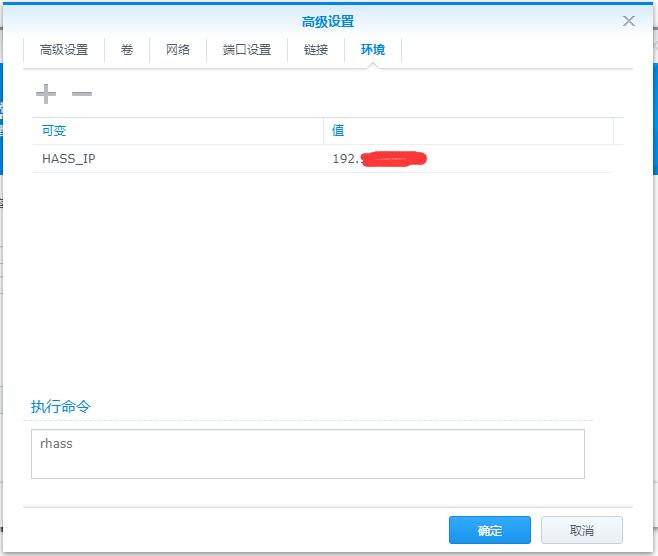 高级设置
高级设置 卷 网络 端口设置 链接 环境
可变 值
HASS_IP 192.
执行命令
rhass
确定 取消